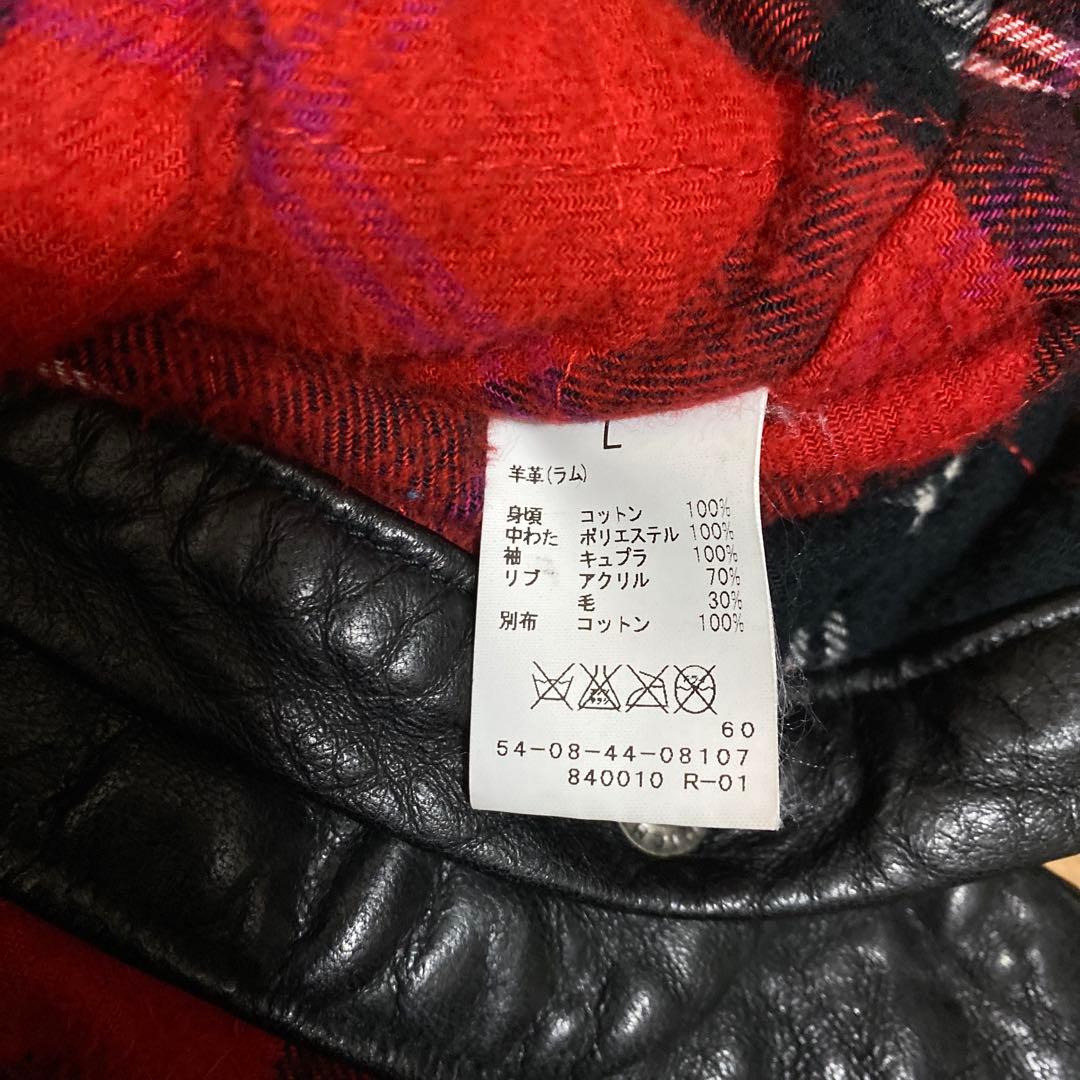 L
羊革(ラム)
身頃 コットン 100%
中わた ポリエステル 100%
袖 キュプラ 100%
リブ アクリル 70%
毛 30%
別布 コットン 100%
60
54-08-44-08107
840010 R-01